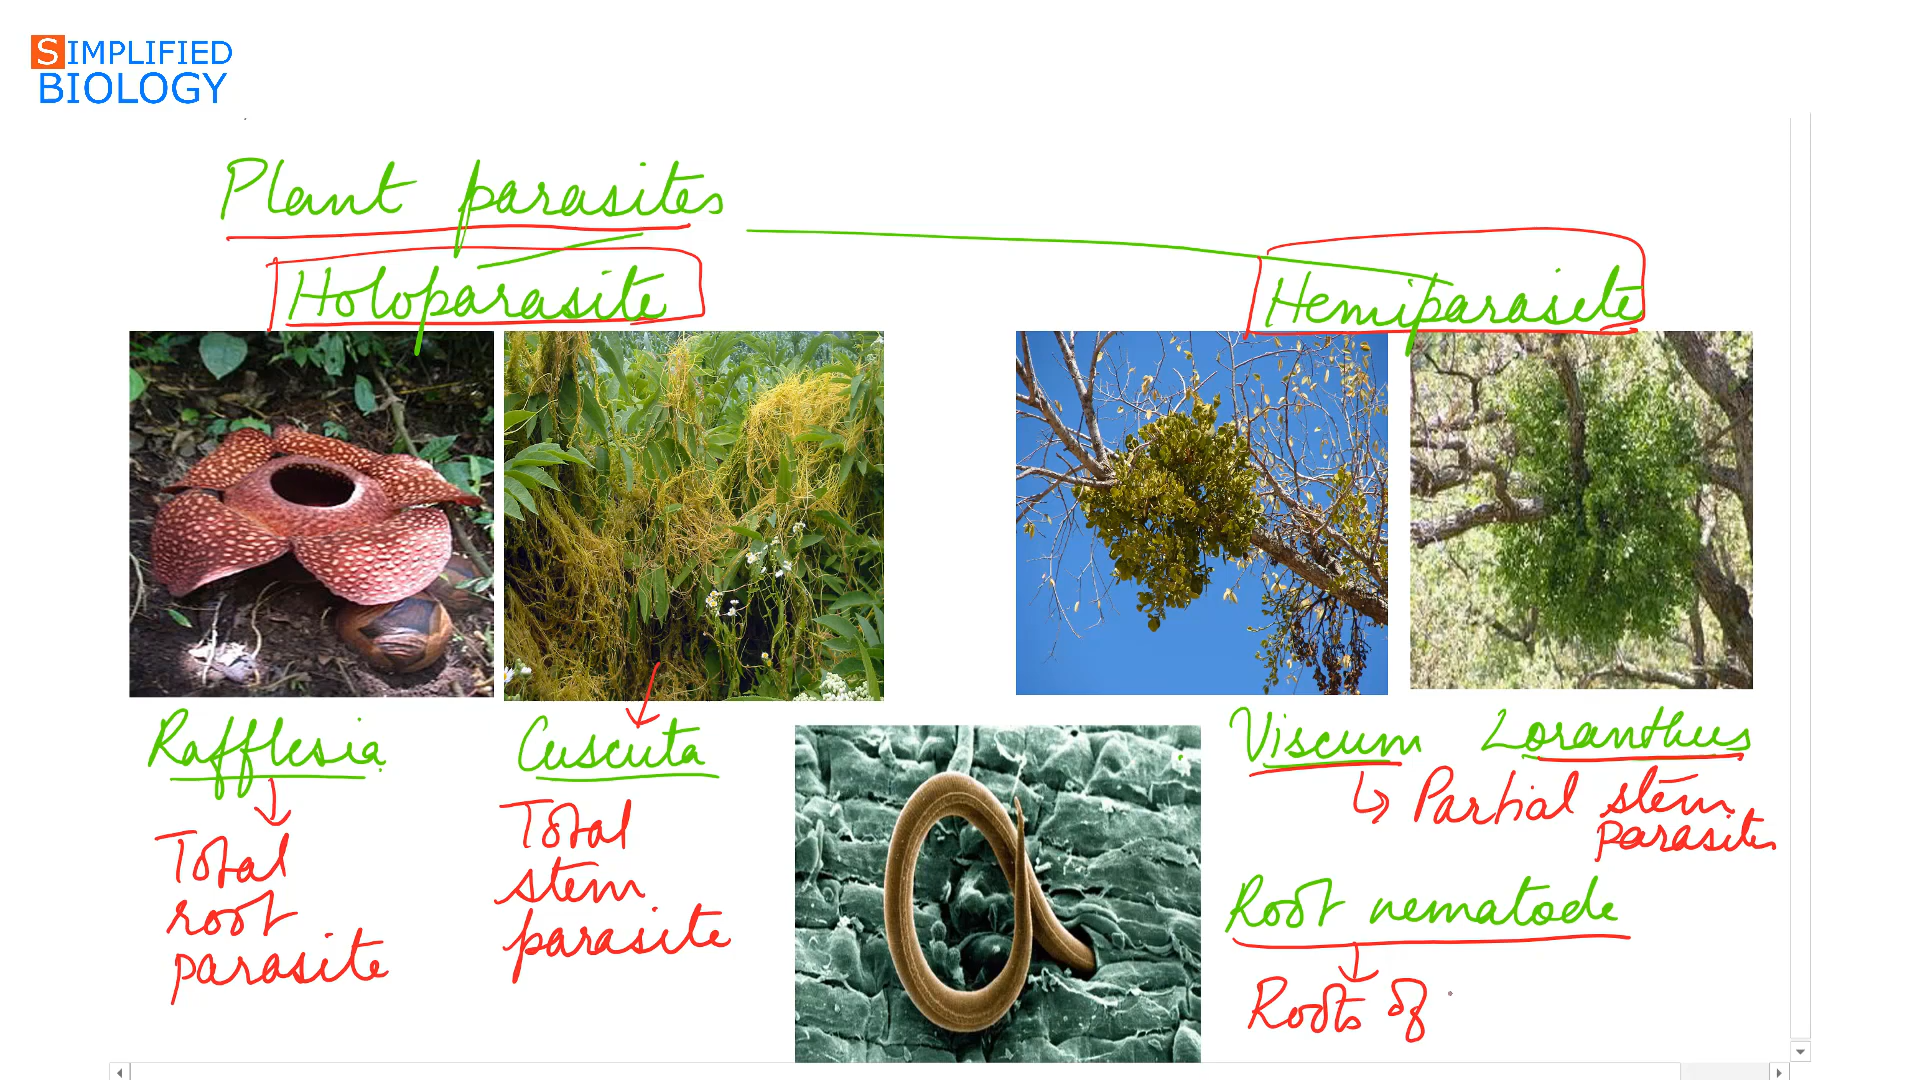 SIMPLIFIED
BIOLOGY
Plant parasites
Holoparasite
Hemiparasite
Rafflesia
Cuscuta
Viscum Loranthus
Total
root
parasite
Total
stem
parasite
Partial stem
parasites
Root nematode
Roots of